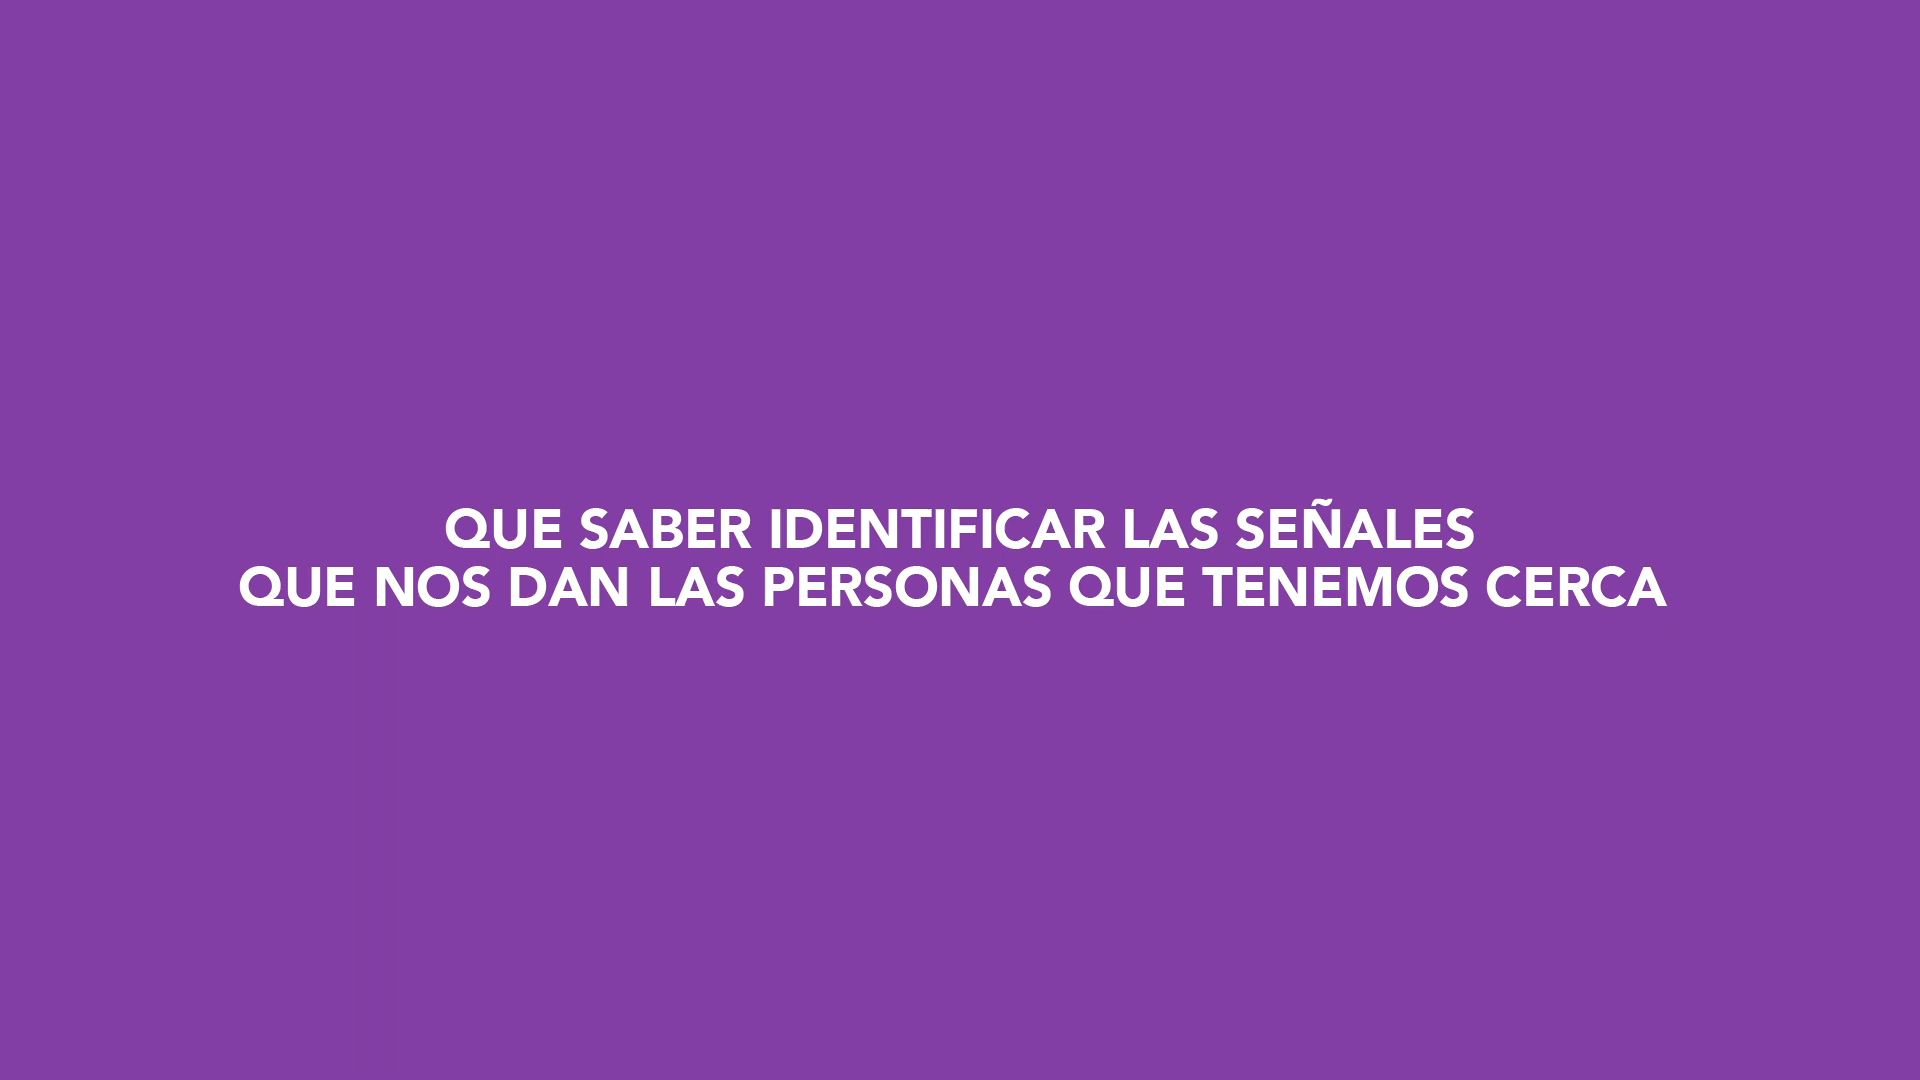 QUE SABER IDENTIFICAR LAS SEÑALES
QUE NOS DAN LAS PERSONAS QUE TENEMOS CERCA